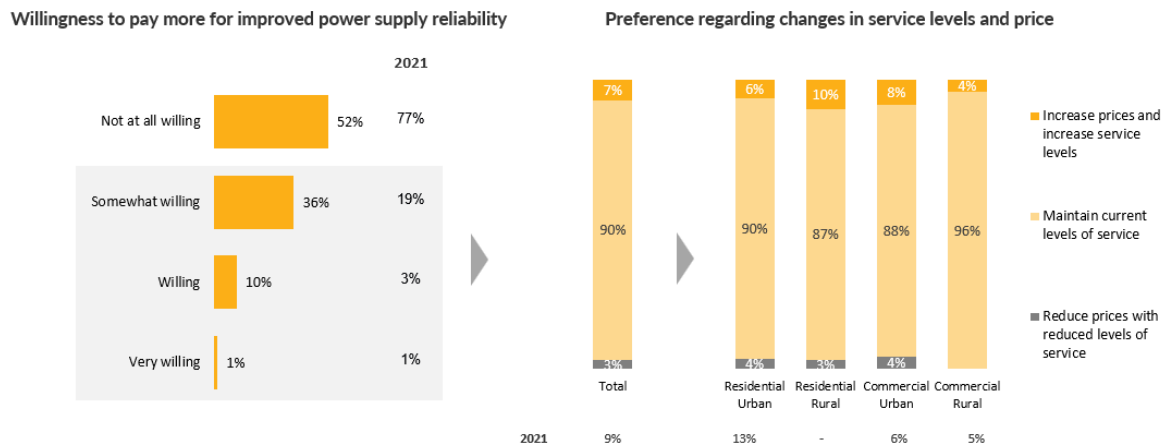 Willingness to pay more for improved power supply reliability
2021
Not at all willing
52%
77%
Somewhat willing
36%
19%
Willing
10%
3%
Very willing
1%
1%
Preference regarding changes in service levels and price
7%
6%
10%
8%
4%
90%
90%
87%
88%
96%
3%
4%
3%
4%
Total
Residential
Urban
Residential
Rural
Commercial
Urban
Commercial
Rural
2021
9%
13%
-
6%
5%
Increase prices and
increase service
levels
Maintain current
levels of service
Reduce prices with
reduced levels of
service